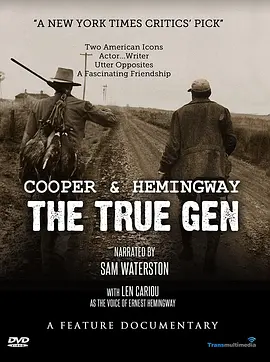 “A NEW YORK TIMES CRITICS’ PICK”
Two American Icons
Actor...Writer
Utter Opposites
A Fascinating Friendship
COOPER & HEMINGWAY
THE TRUE GEN
NARRATED BY
SAM WATERSTON
WITH LEN CARIOU
AS THE VOICE OF ERNEST HEMINGWAY
A FEATURE DOCUMENTARY
DVD
VIDEO
Transmultimedia